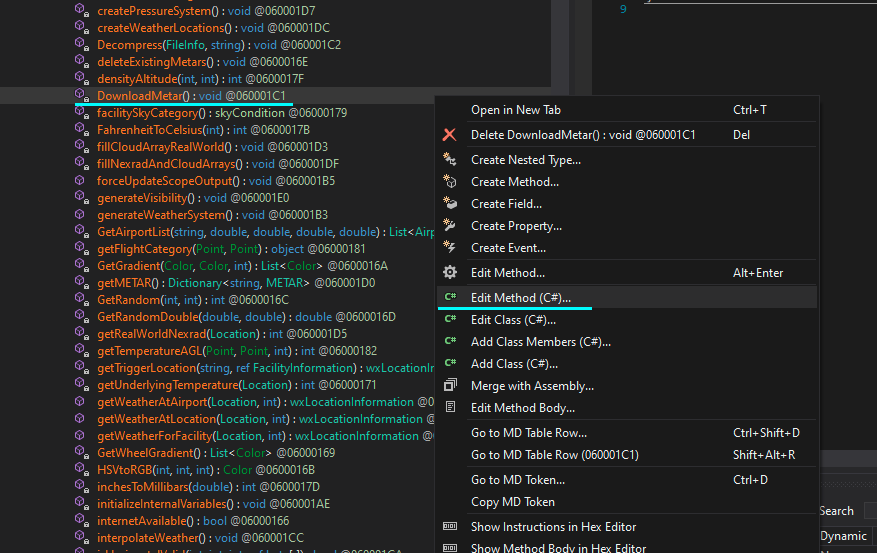 createPressureSystem() : void @060001D7
createWeatherLocations() : void @060001DC
Decompress(FileInfo, string) : void @060001C2
deleteExistingMetars() : void @0600016E
densityAltitude(int, int) : int @0600017F
DownloadMetar() : void @060001C1
facilitySkyCategory() : skyCondition @06000179
FahrenheitToCelsius(int) : int @0600017B
fillCloudArrayRealWorld() : void @060001D3
fillNexradAndCloudArrays() : void @060001DF
forceUpdateScopeOutput() : void @060001B5
generateVisibility() : void @060001E0
generateWeatherSystem() : void @060001B3
GetAirportList(string, double, double, double, double) : List<Airp
getFlightCategory(Point, Point) : object @06000181
GetGradient(Color, Color, int) : List<Color> @0600016A
getMETAR() : Dictionary<string, METAR> @060001D0
GetRandom(int, int) : int @0600016C
GetRandomDouble(double, double) : double @0600016D
getRealWorldNexrad(Location) : int @060001D5
getTemperatureAGL(Point, Point, int) : int @06000182
getTriggerLocation(string, ref FacilityInformation) : wxLocationIn
getUnderlyingTemperature(Location) : int @06000171
getWeatherAtAirport(Location, int) : wxLocationInformation @0
getWeatherAtLocation(Location, int) : wxLocationInformation @
getWeatherForFacility(Location, int) : wxLocationInformation @
GetWheelGradient() : List<Color> @06000169
HSVtoRGB(int, int, int) : Color @0600016B
inchesToMillibars(double) : int @0600017D
initializeInternalVariables() : void @060001AE
internetAvailable() : bool @06000166
interpolateWeather() : void @060001CC
9
Open in New Tab Ctrl+T
Delete DownloadMetar() : void @060001C1 Del
Create Nested Type...
Create Method...
Create Field...
Create Property...
Create Event...
Edit Method... Alt+Enter
C# Edit Method (C#)...
C# Edit Class (C#)...
C# Add Class Members (C#)...
C# Add Class (C#)...
Merge with Assembly...
Edit Method Body...
Go to MD Table Row... Ctrl+Shift+D
Go to MD Table Row (060001C1) Shift+Alt+R
Go to MD Token... Ctrl+D
Copy MD Token
Show Instructions in Hex Editor
Show Method Body in Hex Editor
Search
Dynamic